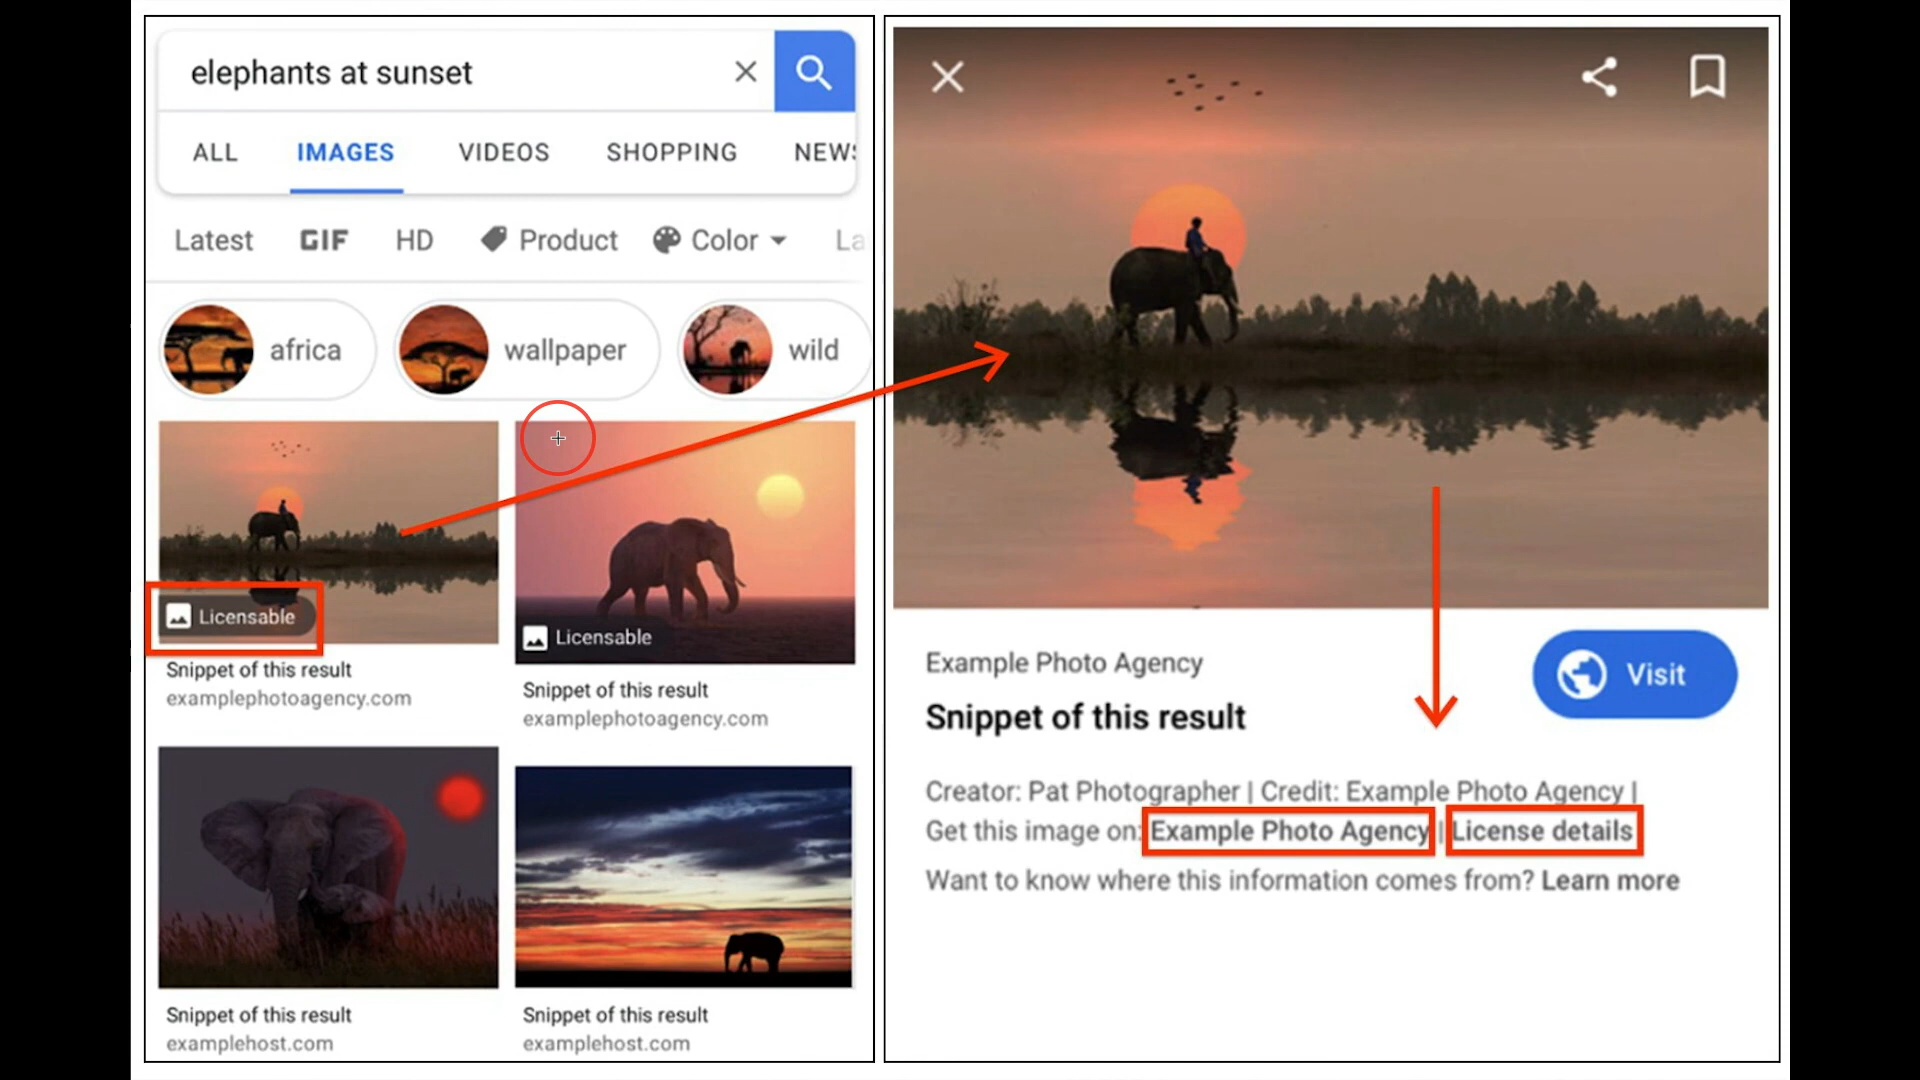 elephants at sunset
ALL IMAGES VIDEOS SHOPPING NEWS
Latest GIF HD Product Color La
africa wallpaper wild
Licensable
Snippet of this result
examplephotoagency.com
Licensable
Snippet of this result
examplephotoagency.com
Snippet of this result
examplehost.com
Snippet of this result
examplehost.com
Example Photo Agency
Visit
Snippet of this result
Creator: Pat Photographer | Credit: Example Photo Agency |
Get this image on: Example Photo Agency | License details
Want to know where this information comes from? Learn more